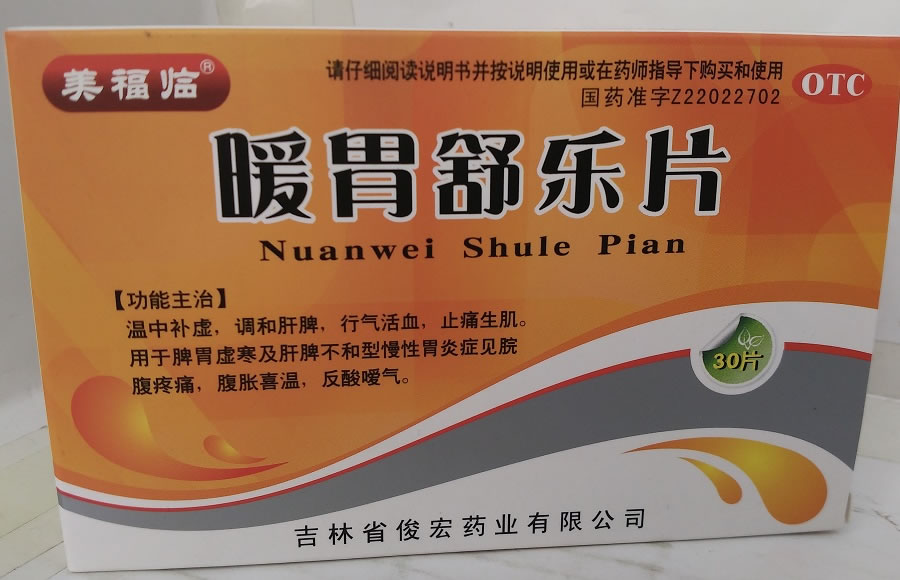 美福临®
请仔细阅读说明书并按说明使用或在药师指导下购买和使用
国药准字Z22022702
OTC
暖胃舒乐片
Nuanwei Shule Pian
【功能主治】
温中补虚，调和肝脾，行气活血，止痛生肌。
用于脾胃虚寒及肝脾不和型慢性胃炎症见脘
腹疼痛，腹胀喜温，反酸嗳气。
30片
吉林省俊宏药业有限公司